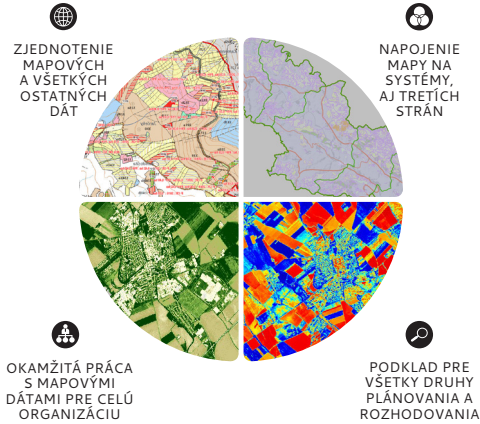 ZJEDNOTENIE
MAPOVÝCH
A VŠETKÝCH
OSTATNÝCH
DÁT
NAPOJENIE
MAPY NA
SYSTÉMY,
AJ TRETÍCH
STRÁN
OKAMŽITÁ PRÁCA
S MAPOVÝMI
DÁTAMI PRE CELÚ
ORGANIZÁCIU
PODKLAD PRE
VŠETKY DRUHY
PLÁNOVANIA A
ROZHODOVANIA